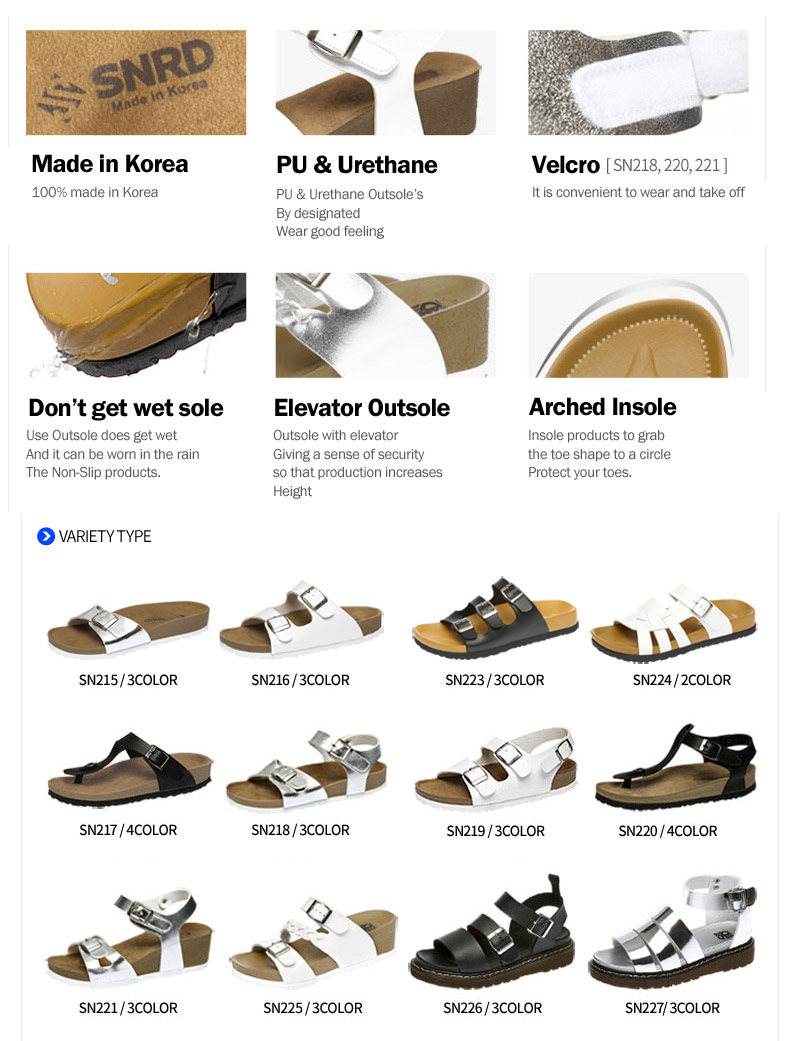 SNRD
Made in Korea
Made in Korea
100% made in Korea
PU & Urethane
PU & Urethane Outsole's
By designated
Wear good feeling
Velcro [ SN218, 220, 221 ]
It is convenient to wear and take off
Don't get wet sole
Use Outsole does get wet
And it can be worn in the rain
The Non-Slip products.
Elevator Outsole
Outsole with elevator
Giving a sense of security
so that production increases
Height
Arched Insole
Insole products to grab
the toe shape to a circle
Protect your toes.
VARIETY TYPE
SN215 / 3COLOR
SN216 / 3COLOR
SN223 / 3COLOR
SN224 / 2COLOR
SN217 / 4COLOR
SN218 / 3COLOR
SN219 / 3COLOR
SN220 / 4COLOR
SN221 / 3COLOR
SN225 / 3COLOR
SN226 / 3COLOR
SN227/ 3COLOR